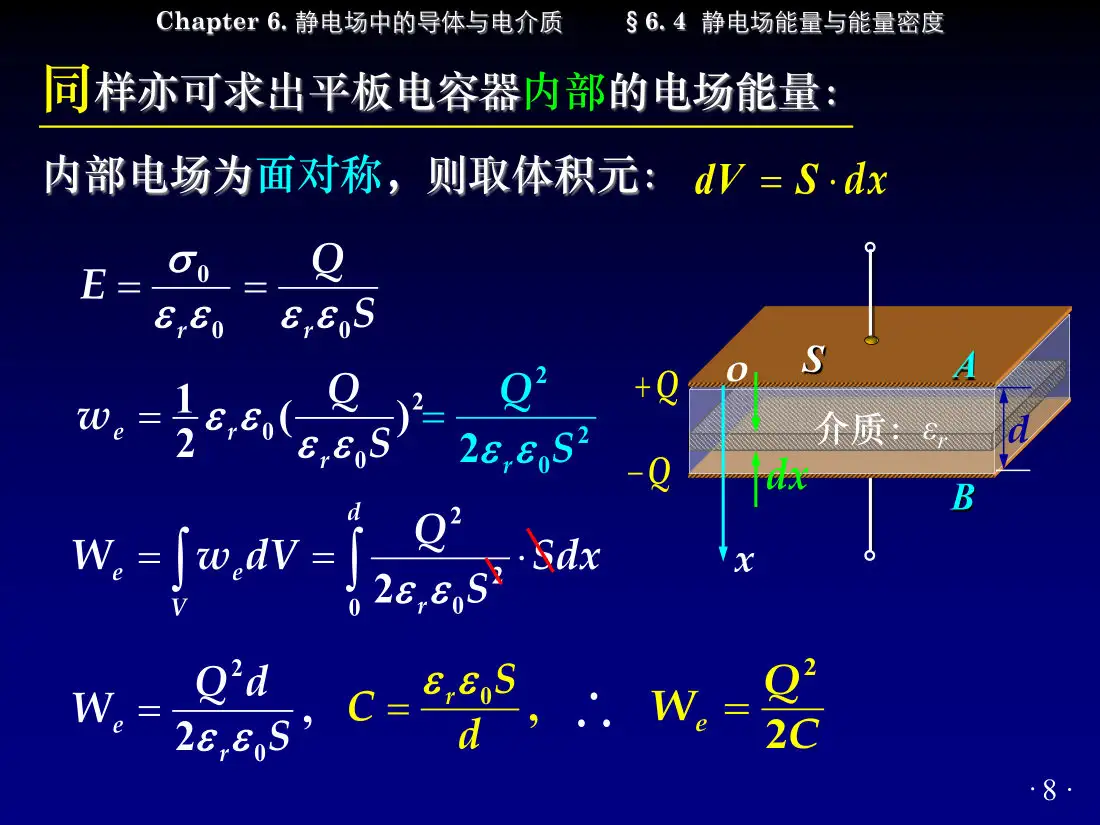 Chapter 6. 静电场中的导体与电介质 §6.4 静电场能量与能量密度
同样亦可求出平板电容器内部的电场能量：
内部电场为面对称，则取体积元： dV = S · dx
E = σ₀/(εᵣε₀) = Q/(εᵣε₀S)
wₑ = 1/2 εᵣε₀(Q/(εᵣε₀S))² = Q²/(2εᵣε₀S²)
Wₑ = ∫_V wₑdV = ∫₀^d Q²/(2εᵣε₀S²) · Sdx
Wₑ = Q²d/(2εᵣε₀S), C = εᵣε₀S/d, ∴ Wₑ = Q²/(2C)
S
A
o
+Q
介质：εᵣ
d
−Q
dx
B
x
·8·